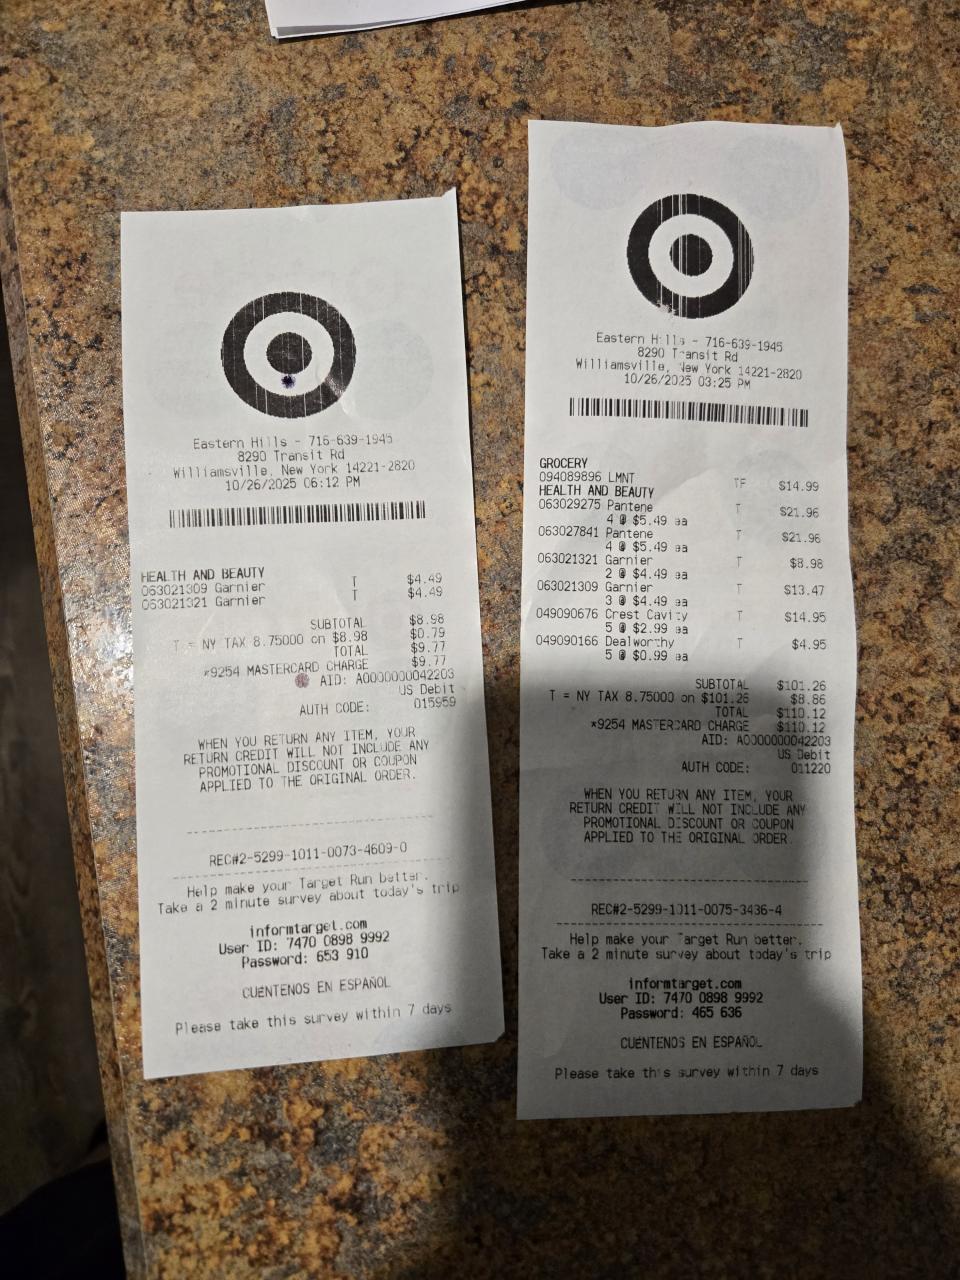 Eastern Hills - 716-639-1945
8290 Transit Rd
Williamsville, New York 14221-2820
10/26/2025 06:12 PM
HEALTH AND BEAUTY
063021309 Garnier T $4.49
063021321 Garnier T $4.49
SUBTOTAL $8.98
T = NY TAX 8.75000 on $8.98 $0.79
TOTAL $9.77
*9254 MASTERCARD CHARGE $9.77
AID: A0000000042203
US Debit
AUTH CODE: 015959
WHEN YOU RETURN ANY ITEM, YOUR
RETURN CREDIT WILL NOT INCLUDE ANY
PROMOTIONAL DISCOUNT OR COUPON
APPLIED TO THE ORIGINAL ORDER.
REC#2-5299-1011-0073-4609-0
Help make your Target Run better.
Take a 2 minute survey about today's trip
informtarget.com
User ID: 7470 0898 9992
Password: 653 910
CUÉNTENOS EN ESPAÑOL
Please take this survey within 7 days
Eastern Hills - 716-639-1945
8290 Transit Rd
Williamsville, New York 14221-2820
10/26/2025 03:25 PM
GROCERY
094089896 LMNT TF $14.99
HEALTH AND BEAUTY
063029275 Pantene T $21.96
4 @ $5.49 ea
063027841 Pantene T $21.96
4 @ $5.49 ea
063021321 Garnier T $8.98
2 @ $4.49 ea
063021309 Garnier T $13.47
3 @ $4.49 ea
049090676 Crest Cavity T $14.95
5 @ $2.99 ea
049090166 Dealworthy T $4.95
5 @ $0.99 ea
SUBTOTAL $101.26
T = NY TAX 8.75000 on $101.26 $8.86
TOTAL $110.12
*9254 MASTERCARD CHARGE $110.12
AID: A0000000042203
US Debit
AUTH CODE: 011220
WHEN YOU RETURN ANY ITEM, YOUR
RETURN CREDIT WILL NOT INCLUDE ANY
PROMOTIONAL DISCOUNT OR COUPON
APPLIED TO THE ORIGINAL ORDER.
REC#2-5299-1011-0075-3436-4
Help make your Target Run better.
Take a 2 minute survey about today's trip
informtarget.com
User ID: 7470 0898 9992
Password: 465 636
CUÉNTENOS EN ESPAÑOL
Please take this survey within 7 days